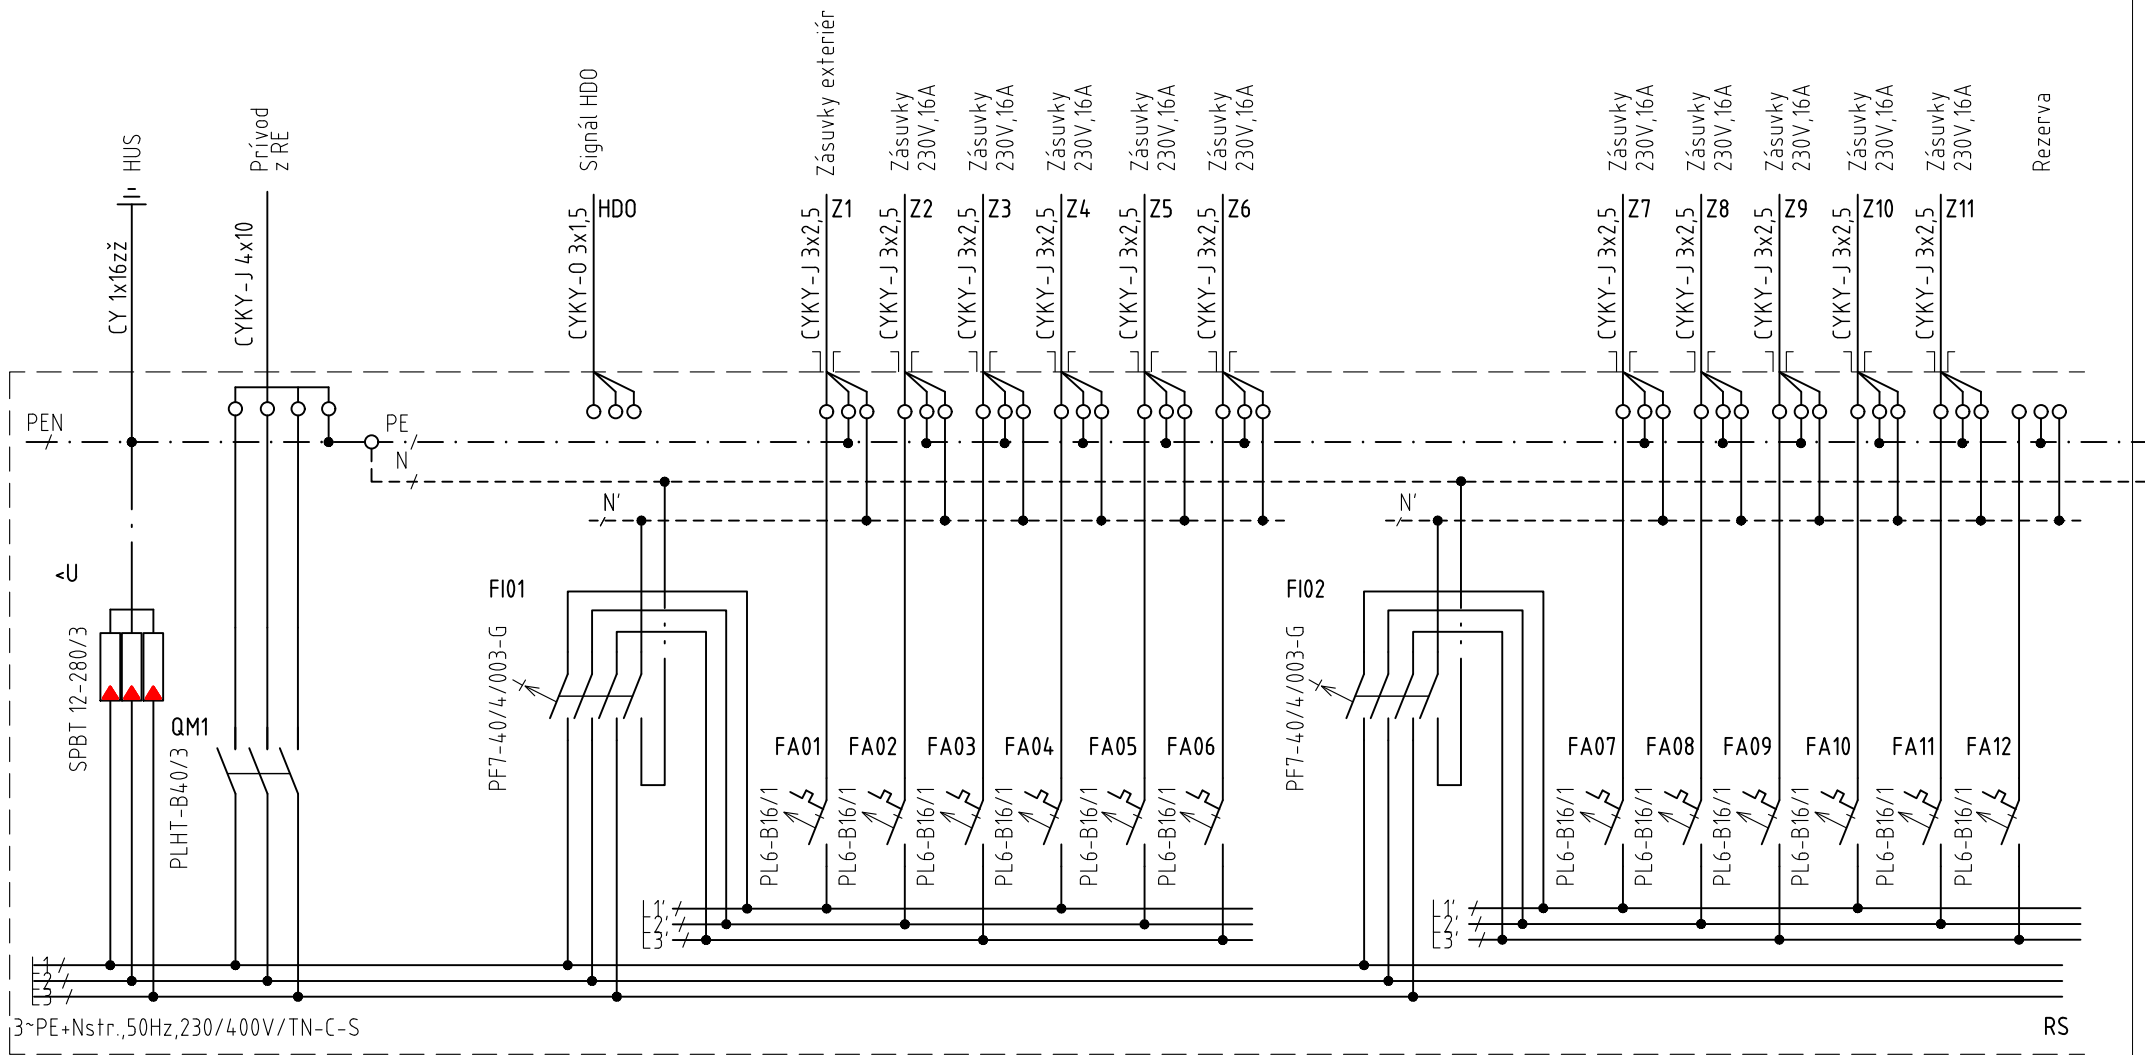 HUS
Prívod
z RE
Signál HDO
Zásuvky exteriér
Zásuvky
230V,16A
Zásuvky
230V,16A
Zásuvky
230V,16A
Zásuvky
230V,16A
Zásuvky
230V,16A
Zásuvky
230V,16A
Zásuvky
230V,16A
Zásuvky
230V,16A
Zásuvky
230V,16A
Zásuvky
230V,16A
Rezerva
CY 1x16zž
CYKY-J 4x10
CYKY-O 3x1,5
HDO
CYKY-J 3x2,5
Z1
CYKY-J 3x2,5
Z2
CYKY-J 3x2,5
Z3
CYKY-J 3x2,5
Z4
CYKY-J 3x2,5
Z5
CYKY-J 3x2,5
Z6
CYKY-J 3x2,5
Z7
CYKY-J 3x2,5
Z8
CYKY-J 3x2,5
Z9
CYKY-J 3x2,5
Z10
CYKY-J 3x2,5
Z11
PEN
PE
N
N'
N'
<U
SPBT 12-280/3
QM1
PLHT-B40/3
FI01
PF7-40/4/003-G
FI02
PF7-40/4/003-G
FA01
PL6-B16/1
FA02
PL6-B16/1
FA03
PL6-B16/1
FA04
PL6-B16/1
FA05
PL6-B16/1
FA06
PL6-B16/1
FA07
PL6-B16/1
FA08
PL6-B16/1
FA09
PL6-B16/1
FA10
PL6-B16/1
FA11
PL6-B16/1
FA12
PL6-B16/1
L1'
L2'
L3'
L1'
L2'
L3'
L1
L2
L3
3~PE+Nstr.,50Hz,230/400V/TN-C-S
RS